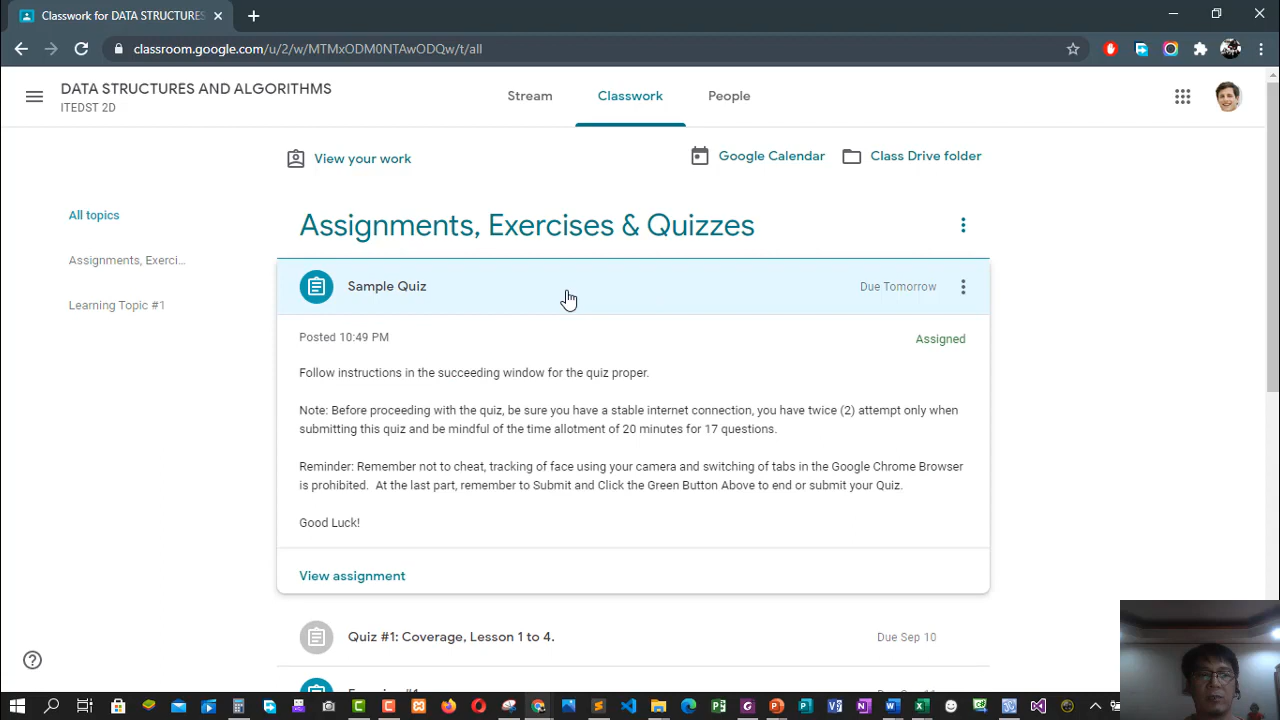 Classwork for DATA STRUCTURES
classroom.google.com/u/2/w/MTMxODM0NTAwODQw/t/all
DATA STRUCTURES AND ALGORITHMS
ITEDST 2D
Stream
Classwork
People
View your work
Google Calendar
Class Drive folder
All topics
Assignments, Exerci...
Learning Topic #1
Assignments, Exercises & Quizzes
Sample Quiz
Due Tomorrow
Posted 10:49 PM
Assigned
Follow instructions in the succeeding window for the quiz proper.
Note: Before proceeding with the quiz, be sure you have a stable internet connection, you have twice (2) attempt only when
submitting this quiz and be mindful of the time allotment of 20 minutes for 17 questions.
Reminder: Remember not to cheat, tracking of face using your camera and switching of tabs in the Google Chrome Browser
is prohibited.  At the last part, remember to Submit and Click the Green Button Above to end or submit your Quiz.
Good Luck!
View assignment
Quiz #1: Coverage, Lesson 1 to 4.
Due Sep 10